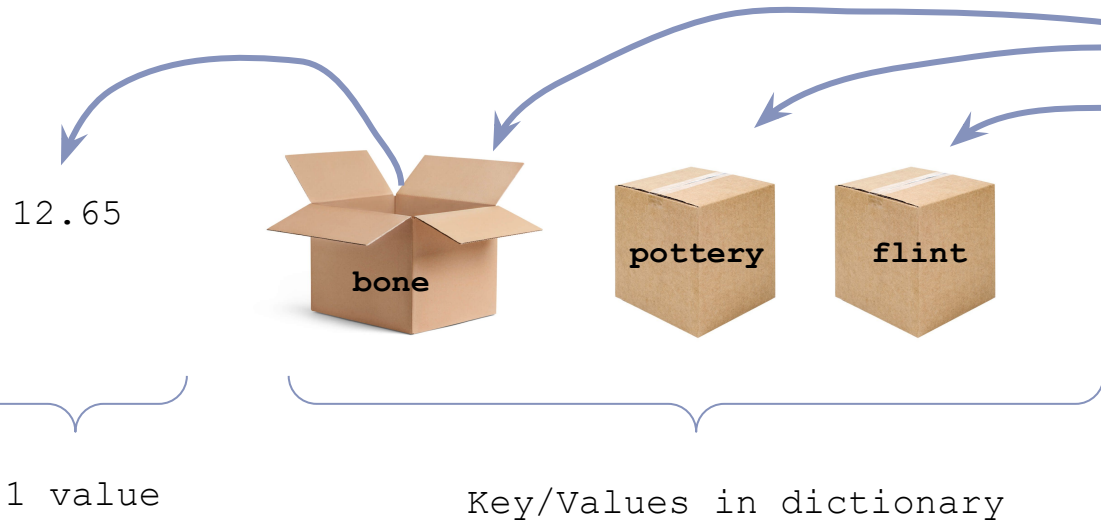 12.65
bone
pottery
flint
1 value
Key/Values in dictionary